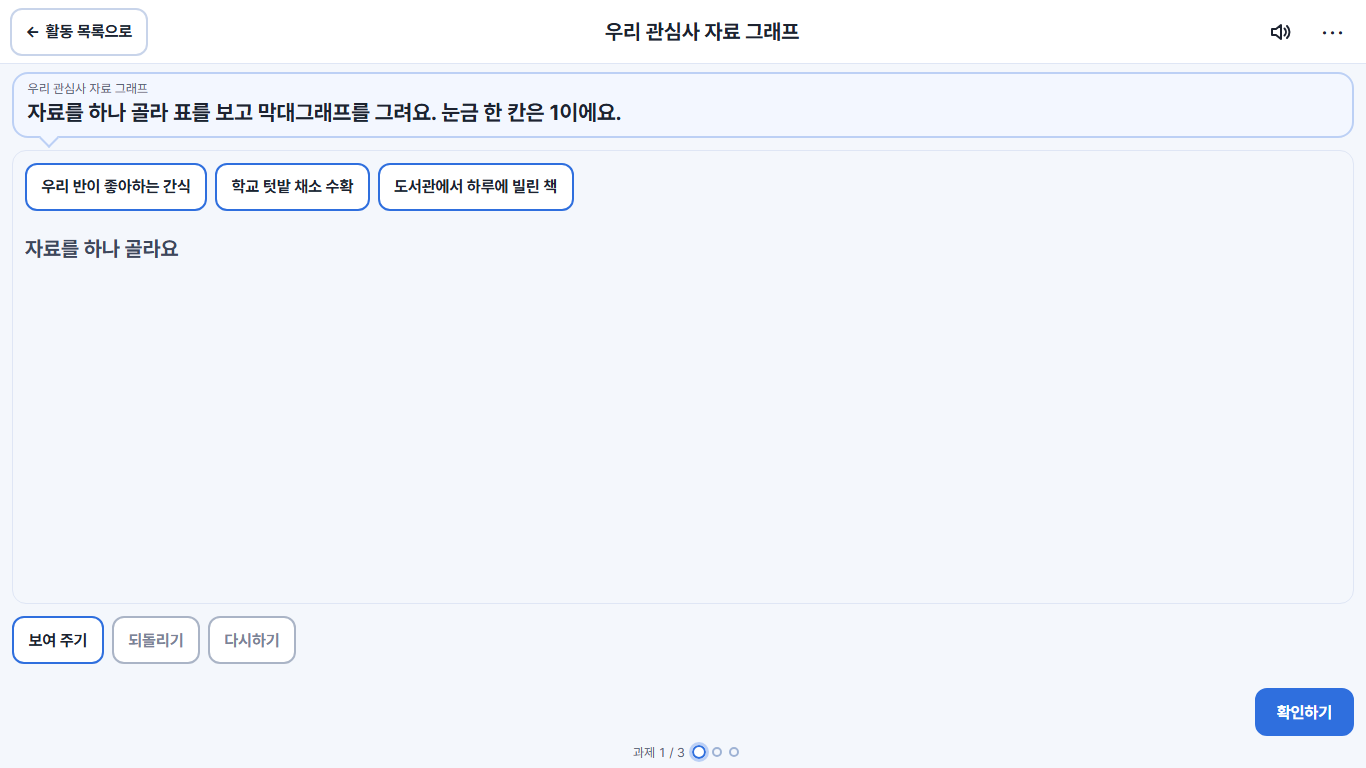 ← 활동 목록으로
우리 관심사 자료 그래프
우리 관심사 자료 그래프
자료를 하나 골라 표를 보고 막대그래프를 그려요. 눈금 한 칸은 1이에요.
우리 반이 좋아하는 간식
학교 텃밭 채소 수확
도서관에서 하루에 빌린 책
자료를 하나 골라요
보여 주기
되돌리기
다시하기
확인하기
과제 1 / 3